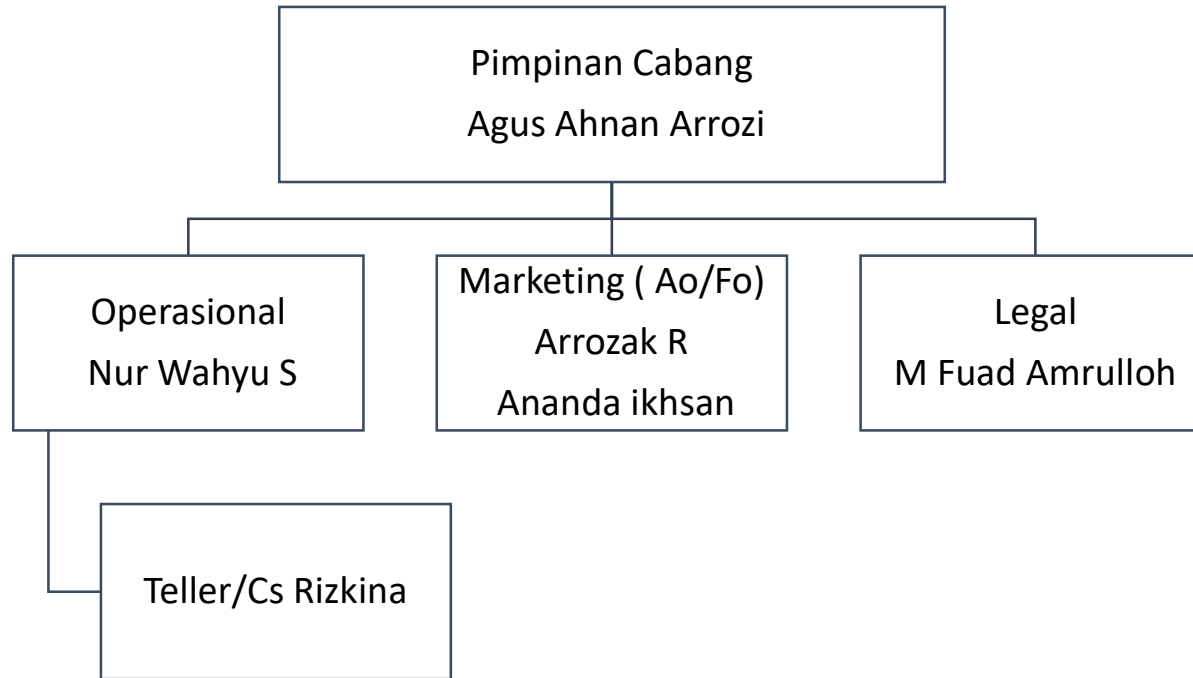 Pimpinan Cabang
Agus Ahnan Arrozi
Operasional
Nur Wahyu S
Marketing ( Ao/Fo)
Arrozak R
Ananda ikhsan
Legal
M Fuad Amrulloh
Teller/Cs Rizkina